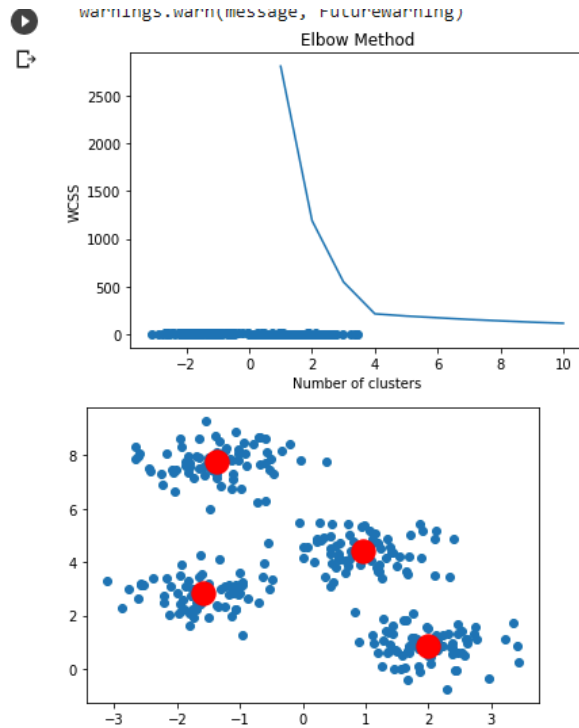 warnings.warn(message, FutureWarning)
Elbow Method
2500
2000
1500
1000
500
0
WCSS
−2 0 2 4 6 8 10
Number of clusters
8
6
4
2
0
−3 −2 −1 0 1 2 3